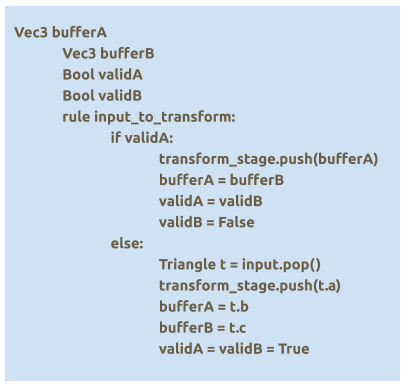 Vec3 bufferA
Vec3 bufferB
Bool validA
Bool validB
rule input_to_transform:
if validA:
transform_stage.push(bufferA)
bufferA = bufferB
validA = validB
validB = False
else:
Triangle t = input.pop()
transform_stage.push(t.a)
bufferA = t.b
bufferB = t.c
validA = validB = True